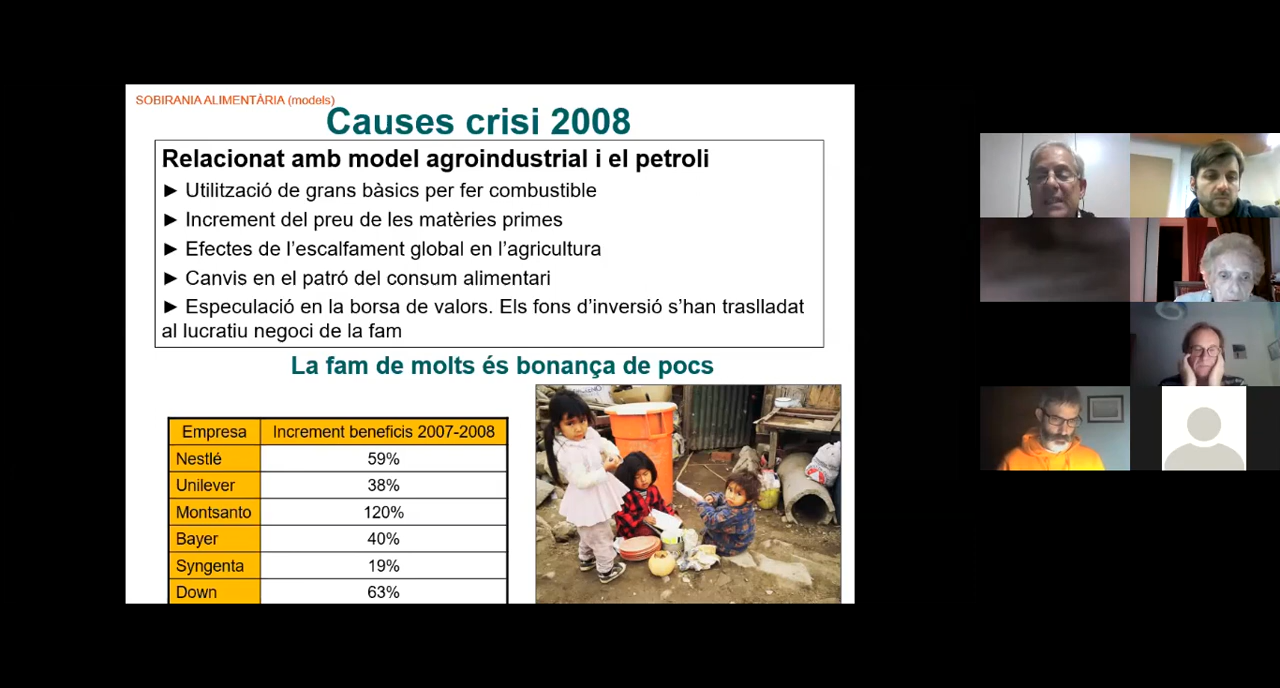 SOBIRANIA ALIMENTÀRIA (models)
Causes crisi 2008
Relacionat amb model agroindustrial i el petroli
► Utilització de grans bàsics per fer combustible
► Increment del preu de les matèries primes
► Efectes de l’escalfament global en l’agricultura
► Canvis en el patró del consum alimentari
► Especulació en la borsa de valors. Els fons d’inversió s’han traslladat
al lucratiu negoci de la fam
La fam de molts és bonança de pocs
Empresa Increment beneficis 2007-2008
Nestlé 59%
Unilever 38%
Montsanto 120%
Bayer 40%
Syngenta 19%
Down 63%